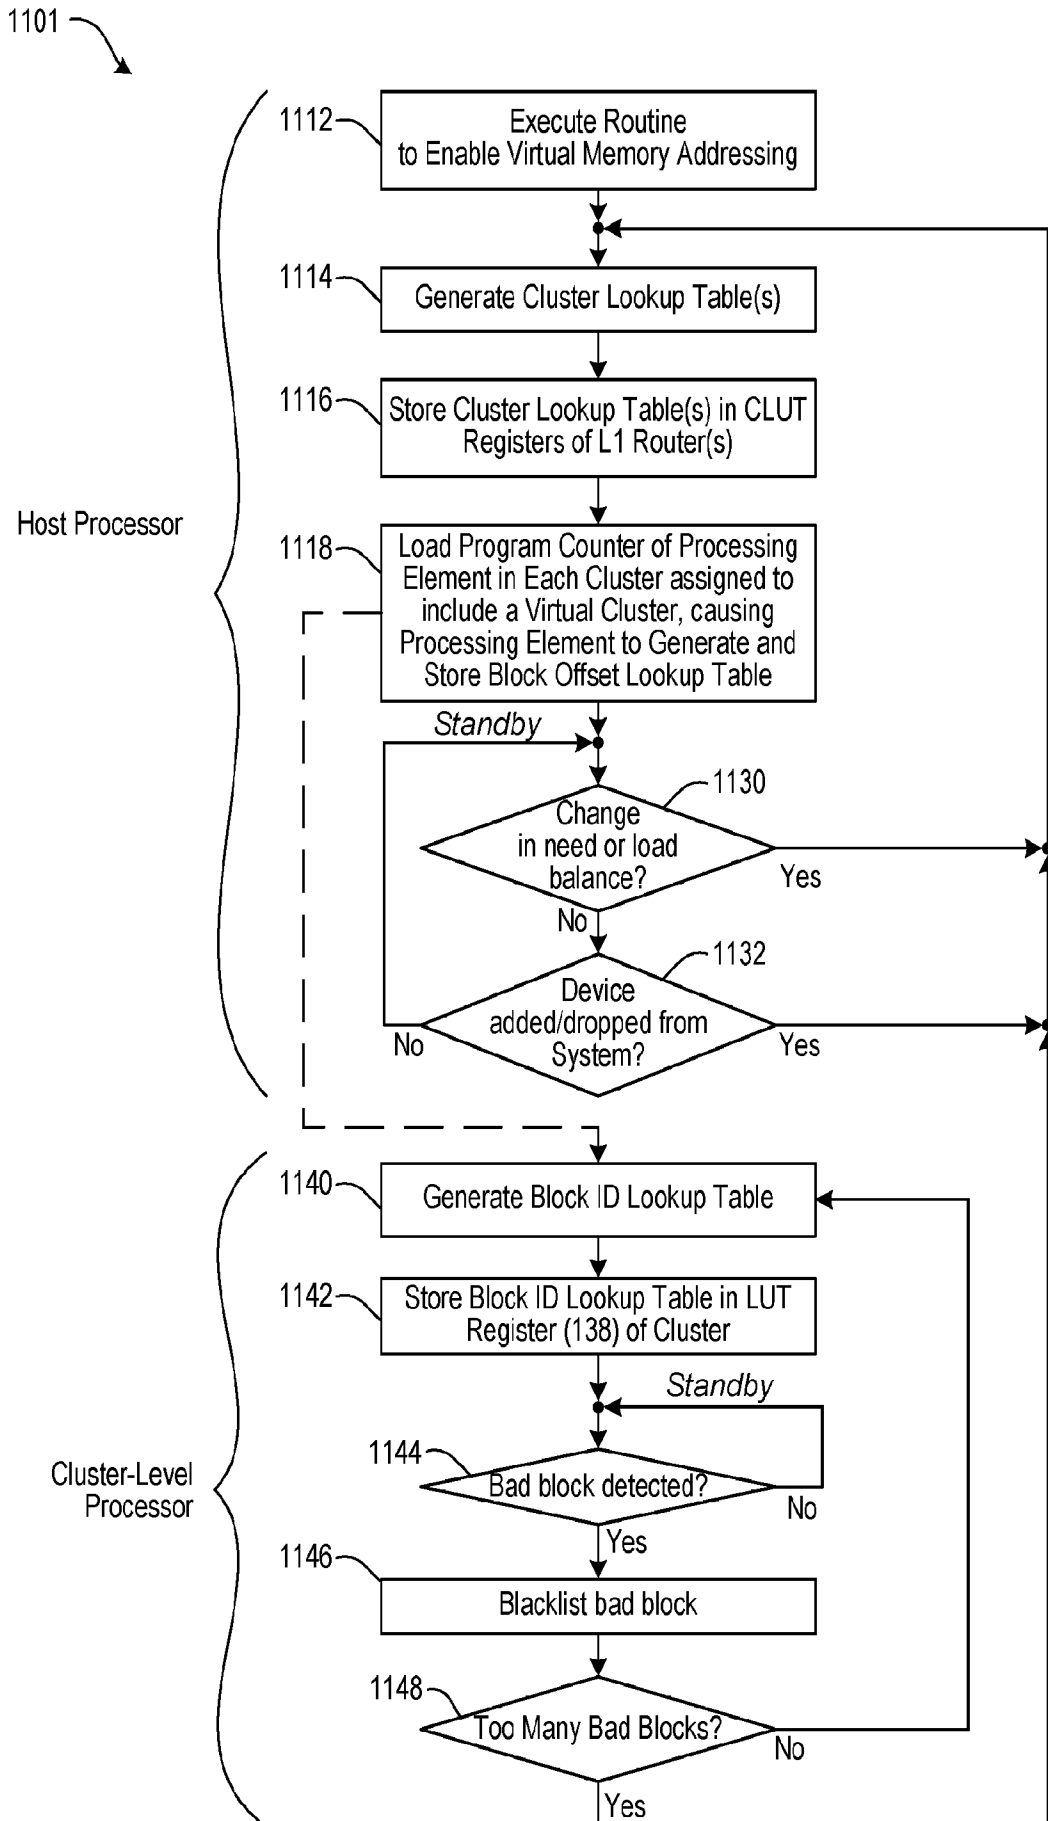 1101
1112
Execute Routine
to Enable Virtual Memory Addressing
1114
Generate Cluster Lookup Table(s)
1116
Store Cluster Lookup Table(s) in CLUT
Registers of L1 Router(s)
Host Processor
1118
Load Program Counter of Processing
Element in Each Cluster assigned to
include a Virtual Cluster, causing
Processing Element to Generate and
Store Block Offset Lookup Table
Standby
1130
Change
in need or load
balance?
Yes
No
1132
Device
added/dropped from
System?
No
Yes
1140
Generate Block ID Lookup Table
1142
Store Block ID Lookup Table in LUT
Register (138) of Cluster
Standby
Cluster-Level
Processor
1144
Bad block detected?
No
Yes
1146
Blacklist bad block
1148
Too Many Bad Blocks?
No
Yes